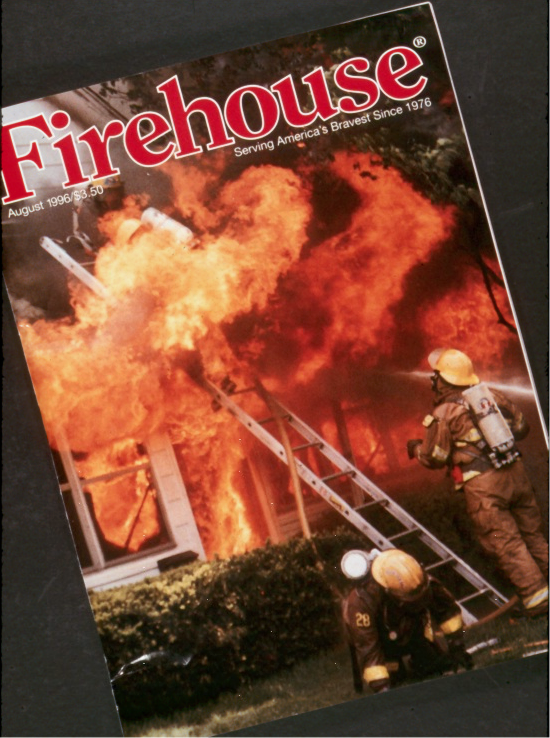 Firehouse®
Serving America's Bravest Since 1976
August 1996/$3.50
28